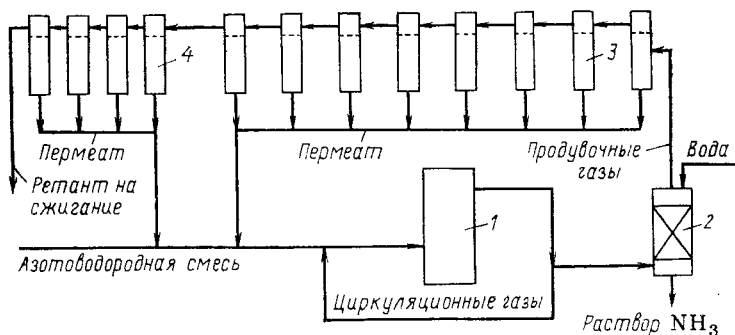 4
3
Пермеат
Пермеат
Продувочные
газы
Вода
Ретант на
сжигание
1
2
Азотоводородная смесь
Циркуляционные газы
Раствор NH₃